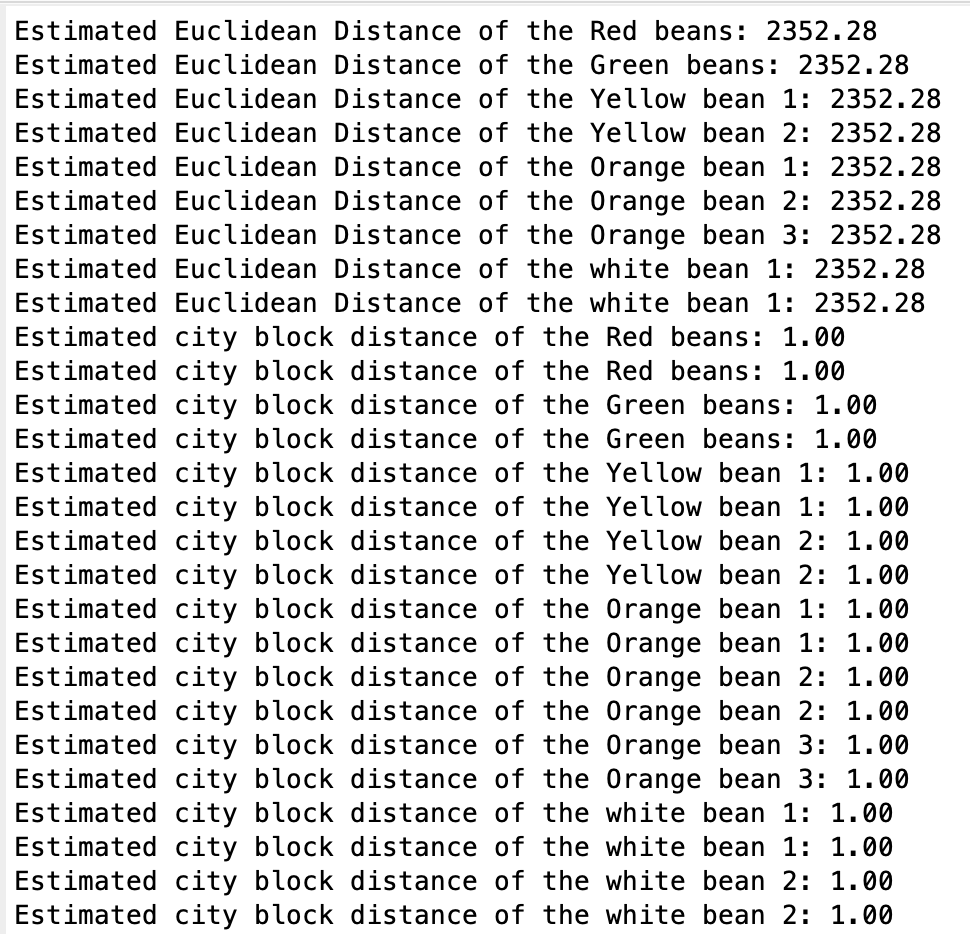 Estimated Euclidean Distance of the Red beans: 2352.28
Estimated Euclidean Distance of the Green beans: 2352.28
Estimated Euclidean Distance of the Yellow bean 1: 2352.28
Estimated Euclidean Distance of the Yellow bean 2: 2352.28
Estimated Euclidean Distance of the Orange bean 1: 2352.28
Estimated Euclidean Distance of the Orange bean 2: 2352.28
Estimated Euclidean Distance of the Orange bean 3: 2352.28
Estimated Euclidean Distance of the white bean 1: 2352.28
Estimated Euclidean Distance of the white bean 1: 2352.28
Estimated city block distance of the Red beans: 1.00
Estimated city block distance of the Red beans: 1.00
Estimated city block distance of the Green beans: 1.00
Estimated city block distance of the Green beans: 1.00
Estimated city block distance of the Yellow bean 1: 1.00
Estimated city block distance of the Yellow bean 1: 1.00
Estimated city block distance of the Yellow bean 2: 1.00
Estimated city block distance of the Yellow bean 2: 1.00
Estimated city block distance of the Orange bean 1: 1.00
Estimated city block distance of the Orange bean 1: 1.00
Estimated city block distance of the Orange bean 2: 1.00
Estimated city block distance of the Orange bean 2: 1.00
Estimated city block distance of the Orange bean 3: 1.00
Estimated city block distance of the Orange bean 3: 1.00
Estimated city block distance of the white bean 1: 1.00
Estimated city block distance of the white bean 1: 1.00
Estimated city block distance of the white bean 2: 1.00
Estimated city block distance of the white bean 2: 1.00